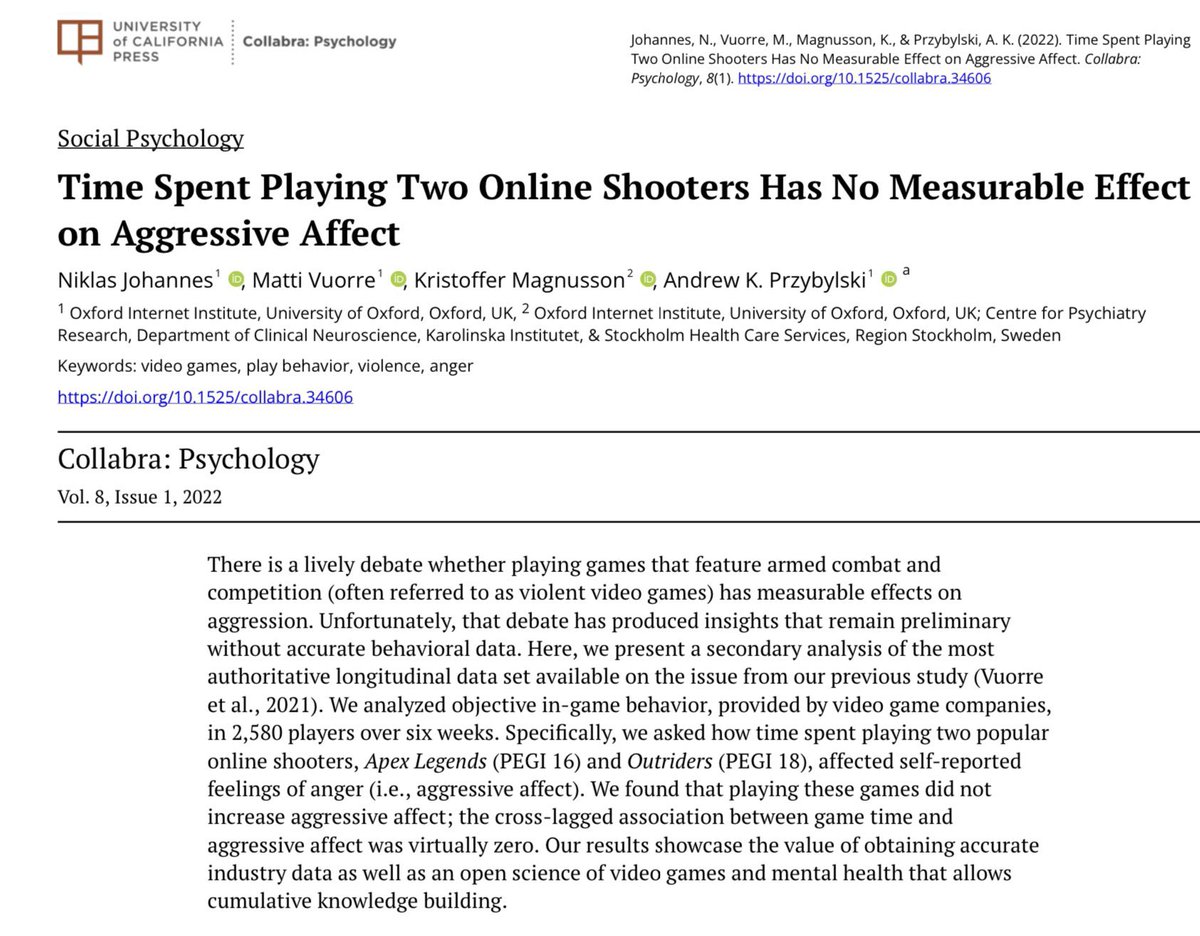 UNIVERSITY
of CALIFORNIA
PRESS
Collabra: Psychology
Johannes, N., Vuorre, M., Magnusson, K., & Przybylski, A. K. (2022). Time Spent Playing
Two Online Shooters Has No Measurable Effect on Aggressive Affect. Collabra:
Psychology, 8(1). https://doi.org/10.1525/collabra.34606
Social Psychology
Time Spent Playing Two Online Shooters Has No Measurable Effect
on Aggressive Affect
Niklas Johannes¹ iD, Matti Vuorre¹ iD, Kristoffer Magnusson² iD, Andrew K. Przybylski¹ iD ᵃ
¹ Oxford Internet Institute, University of Oxford, Oxford, UK, ² Oxford Internet Institute, University of Oxford, Oxford, UK; Centre for Psychiatry
Research, Department of Clinical Neuroscience, Karolinska Institutet, & Stockholm Health Care Services, Region Stockholm, Sweden
Keywords: video games, play behavior, violence, anger
https://doi.org/10.1525/collabra.34606
Collabra: Psychology
Vol. 8, Issue 1, 2022
There is a lively debate whether playing games that feature armed combat and
competition (often referred to as violent video games) has measurable effects on
aggression. Unfortunately, that debate has produced insights that remain preliminary
without accurate behavioral data. Here, we present a secondary analysis of the most
authoritative longitudinal data set available on the issue from our previous study (Vuorre
et al., 2021). We analyzed objective in-game behavior, provided by video game companies,
in 2,580 players over six weeks. Specifically, we asked how time spent playing two popular
online shooters, Apex Legends (PEGI 16) and Outriders (PEGI 18), affected self-reported
feelings of anger (i.e., aggressive affect). We found that playing these games did not
increase aggressive affect; the cross-lagged association between game time and
aggressive affect was virtually zero. Our results showcase the value of obtaining accurate
industry data as well as an open science of video games and mental health that allows
cumulative knowledge building.